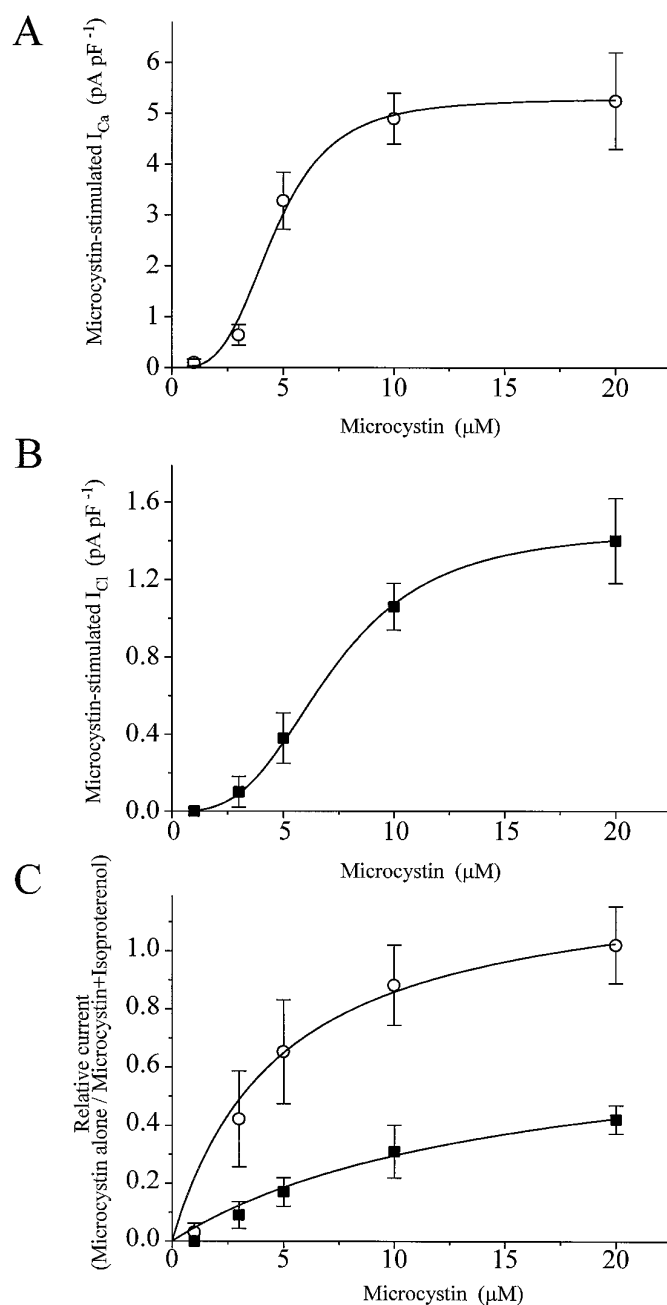 A
Microcystin-stimulated I_Ca (pA pF⁻¹)
6
5
4
3
2
1
0
0 5 10 15 20
Microcystin (μM)
B
Microcystin-stimulated I_Cl (pA pF⁻¹)
1.6
1.2
0.8
0.4
0.0
0 5 10 15 20
Microcystin (μM)
C
Relative current
(Microcystin alone / Microcystin+Isoproterenol)
1.0
0.8
0.6
0.4
0.2
0.0
0 5 10 15 20
Microcystin (μM)